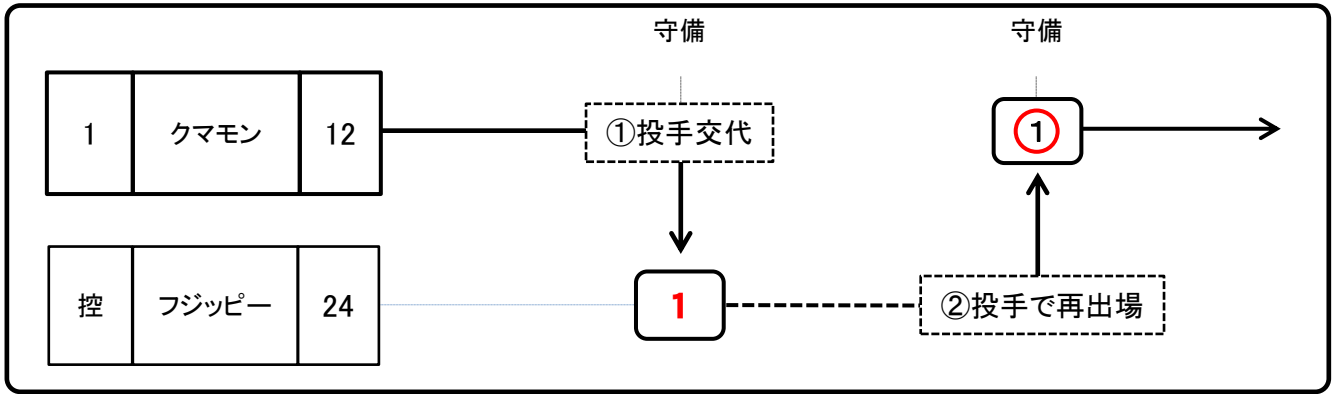 守備 守備
1 クマモン 12 ①投手交代 ①
控 フジッピー 24 1 ②投手で再出場